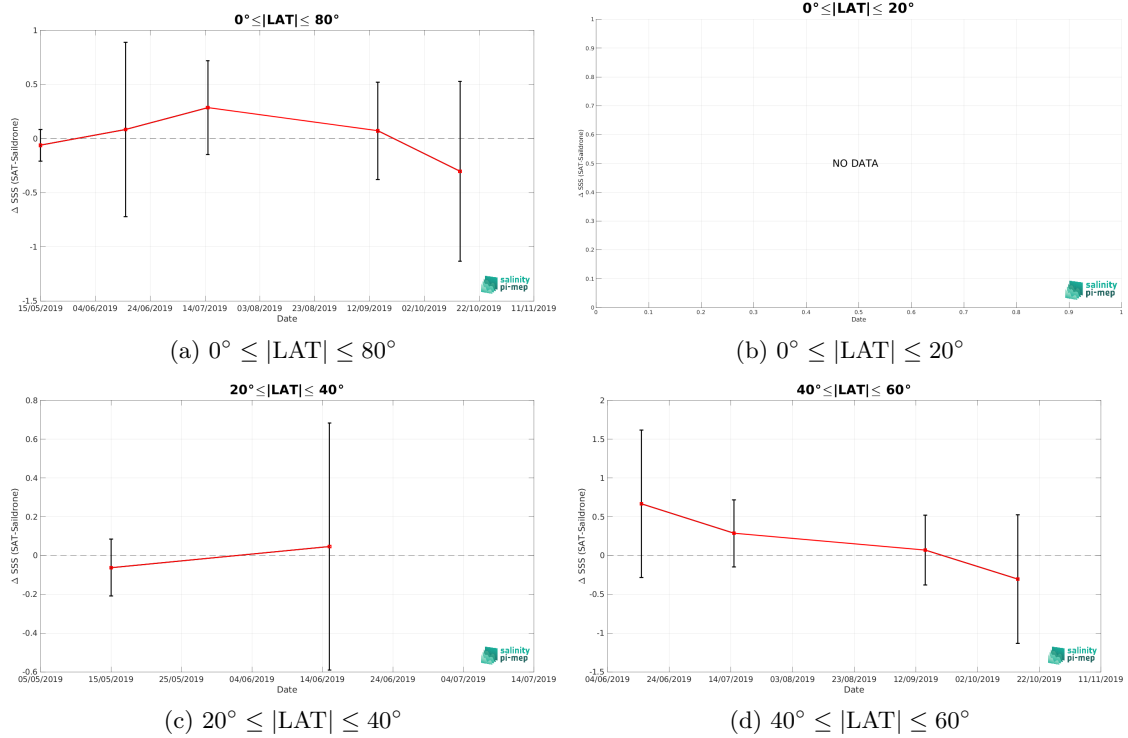 0°≤|LAT|≤ 80°
1
0.5
0
-0.5
-1
-1.5
Δ SSS (SAT-Saildrone)
15/05/2019 04/06/2019 24/06/2019 14/07/2019 03/08/2019 23/08/2019 12/09/2019 02/10/2019 22/10/2019 11/11/2019
Date
salinity
pi-mep
(a) 0° ≤ |LAT| ≤ 80°
0°≤|LAT|≤ 20°
1
0.9
0.8
0.7
0.6
0.5
0.4
0.3
0.2
0.1
0
Δ SSS (SAT-Saildrone)
NO DATA
0 0.1 0.2 0.3 0.4 0.5 0.6 0.7 0.8 0.9 1
Date
salinity
pi-mep
(b) 0° ≤ |LAT| ≤ 20°
20°≤|LAT|≤ 40°
0.8
0.6
0.4
0.2
0
-0.2
-0.4
-0.6
Δ SSS (SAT-Saildrone)
05/05/2019 15/05/2019 25/05/2019 04/06/2019 14/06/2019 24/06/2019 04/07/2019 14/07/2019
Date
salinity
pi-mep
(c) 20° ≤ |LAT| ≤ 40°
40°≤|LAT|≤ 60°
2
1.5
1
0.5
0
-0.5
-1
-1.5
Δ SSS (SAT-Saildrone)
04/06/2019 24/06/2019 14/07/2019 03/08/2019 23/08/2019 12/09/2019 02/10/2019 22/10/2019 11/11/2019
Date
salinity
pi-mep
(d) 40° ≤ |LAT| ≤ 60°